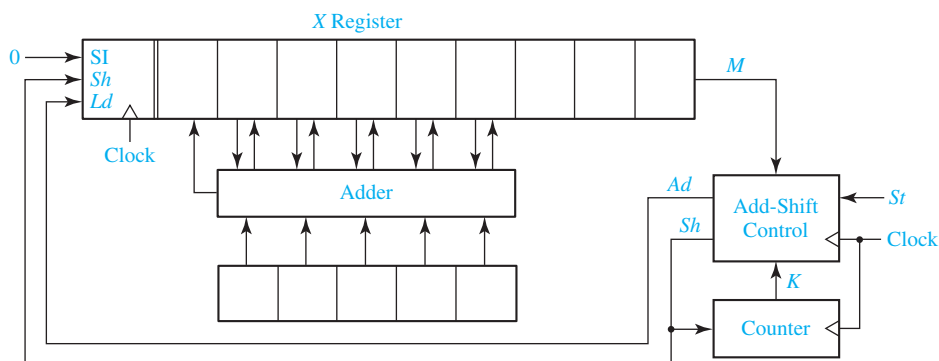 X Register
0
SI
Sh
Ld
M
Clock
Adder
Ad
Sh
Add-Shift
Control
St
Clock
K
Counter